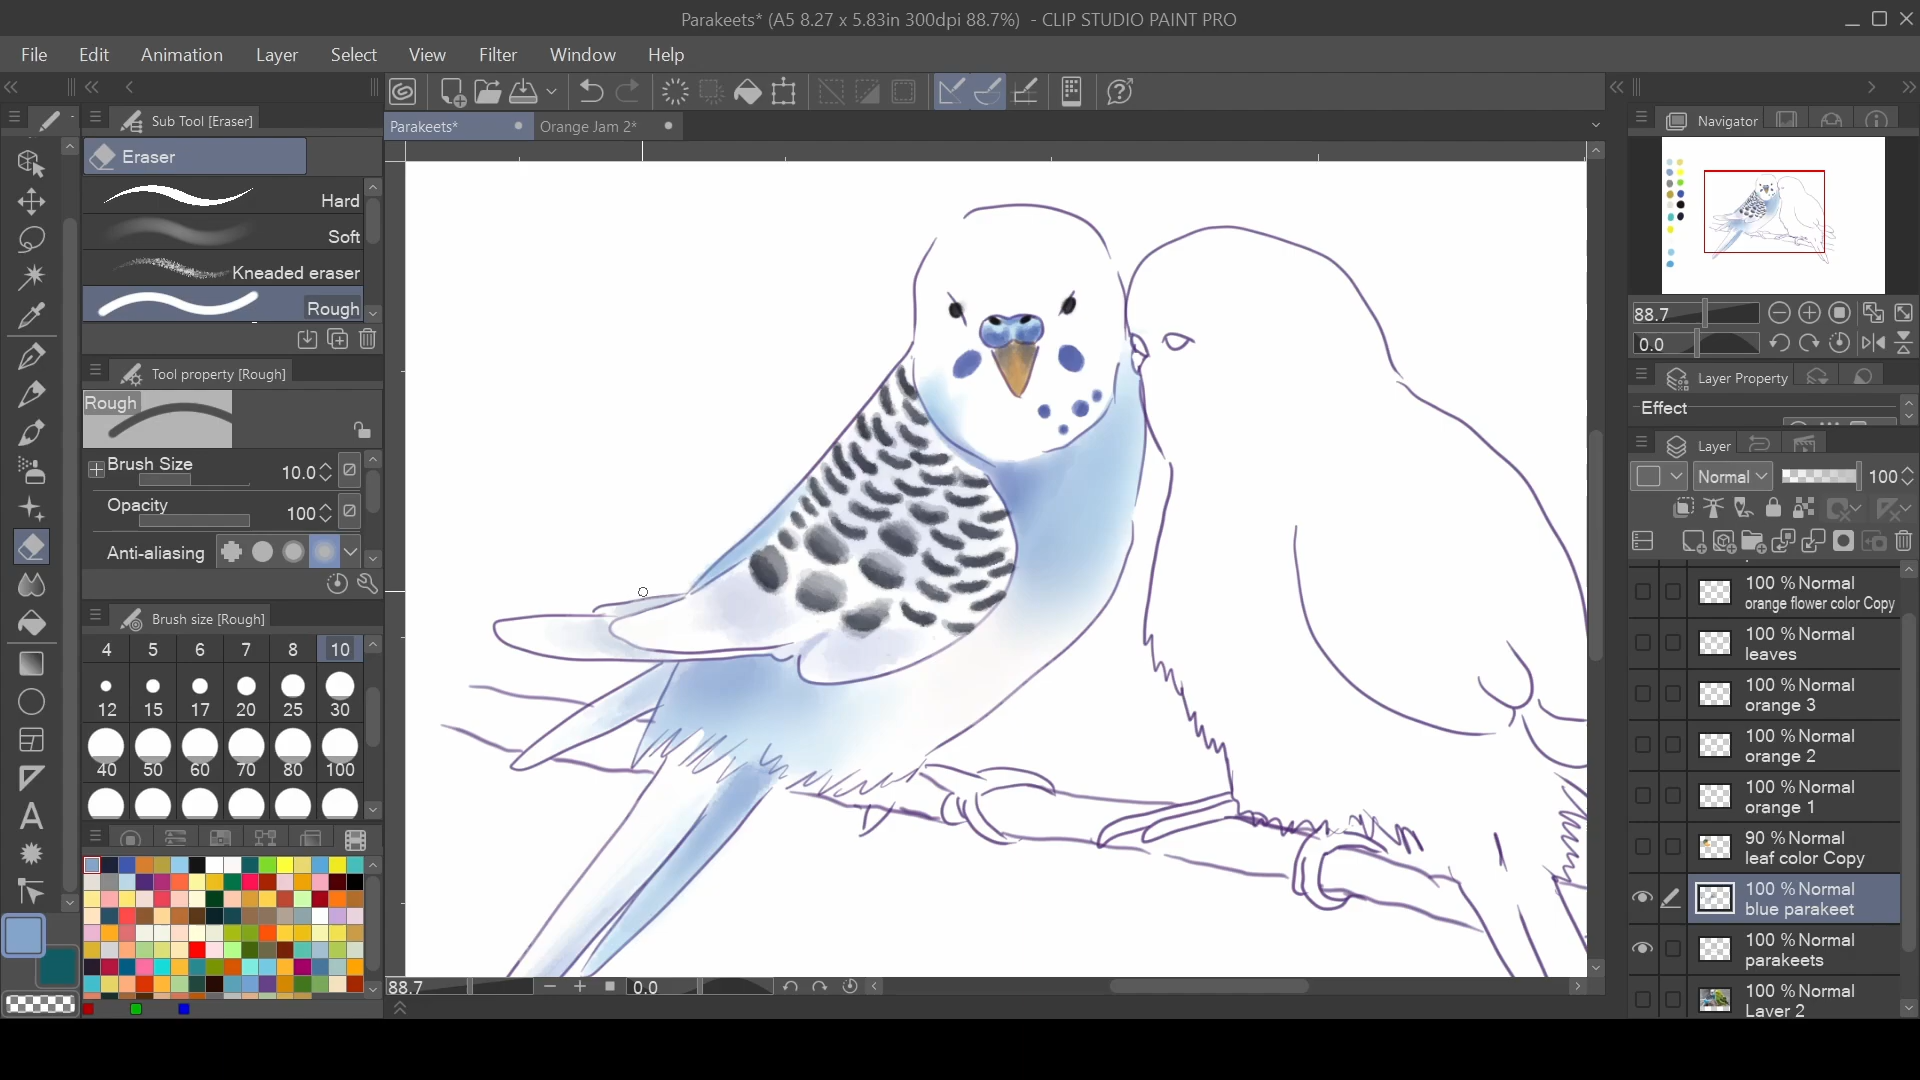 Parakeets* (A5 8.27 x 5.83in 300dpi 88.7%) - CLIP STUDIO PAINT PRO
File Edit Animation Layer Select View Filter Window Help
Sub Tool [Eraser]
Eraser
Hard
Soft
Kneaded eraser
Rough
Tool property [Rough]
Rough
Brush Size 10.0
Opacity 100
Anti-aliasing
Brush size [Rough]
4 5 6 7 8 10
12 15 17 20 25 30
40 50 60 70 80 100
Parakeets* Orange Jam 2*
88.7 0.0
Navigator
88.7
0.0
Layer Property
Effect
Layer
Normal 100
100 %Normal
orange flower color Copy
100 %Normal
leaves
100 %Normal
orange 3
100 %Normal
orange 2
100 %Normal
orange 1
90 %Normal
leaf color Copy
100 %Normal
blue parakeet
100 %Normal
parakeets
100 %Normal
Layer 2